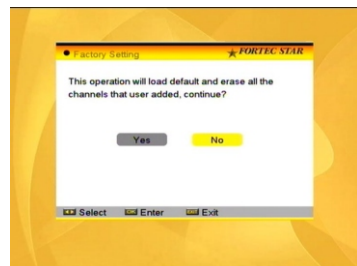 Factory Setting FORTEC STAR
This operation will load default and erase all the
channels that user added, continue?
Yes No
Select Enter Exit